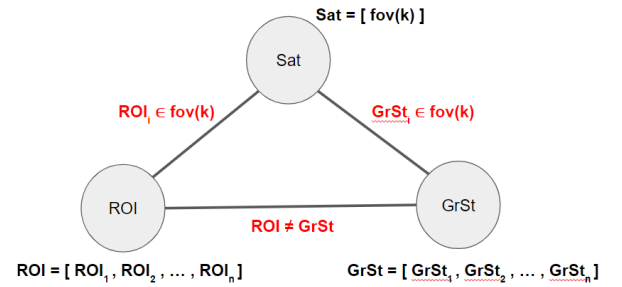 Sat = [ fov(k) ]
Sat
ROIᵢ ∈ fov(k)
GrStᵢ ∈ fov(k)
ROI
GrSt
ROI ≠ GrSt
ROI = [ ROI₁ , ROI₂ , … , ROIₙ ]
GrSt = [ GrSt₁ , GrSt₂ , … , GrStₙ ]